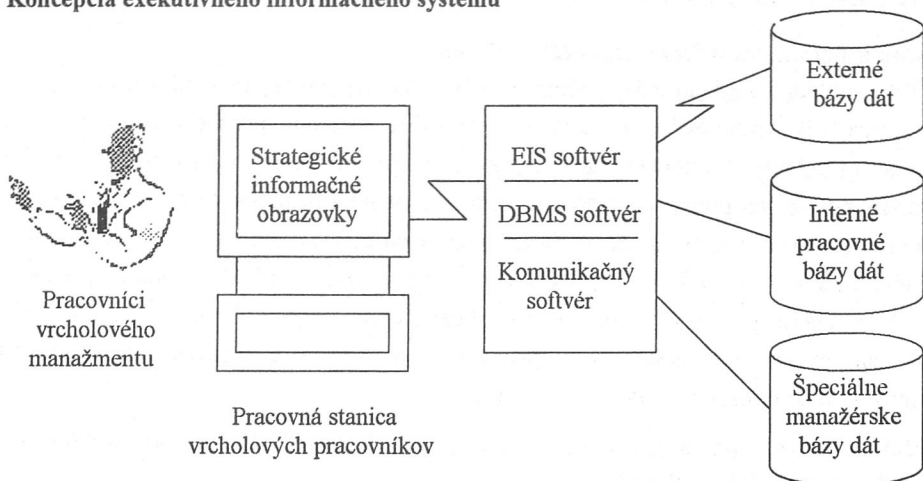 Koncepcia exekutívneho informačného systému
Externé
bázy dát
Strategické
informačné
obrazovky
EIS softvér
DBMS softvér
Komunikačný
softvér
Interné
pracovné
bázy dát
Pracovníci
vrcholového
manažmentu
Špeciálne
manažérske
bázy dát
Pracovná stanica
vrcholových pracovníkov